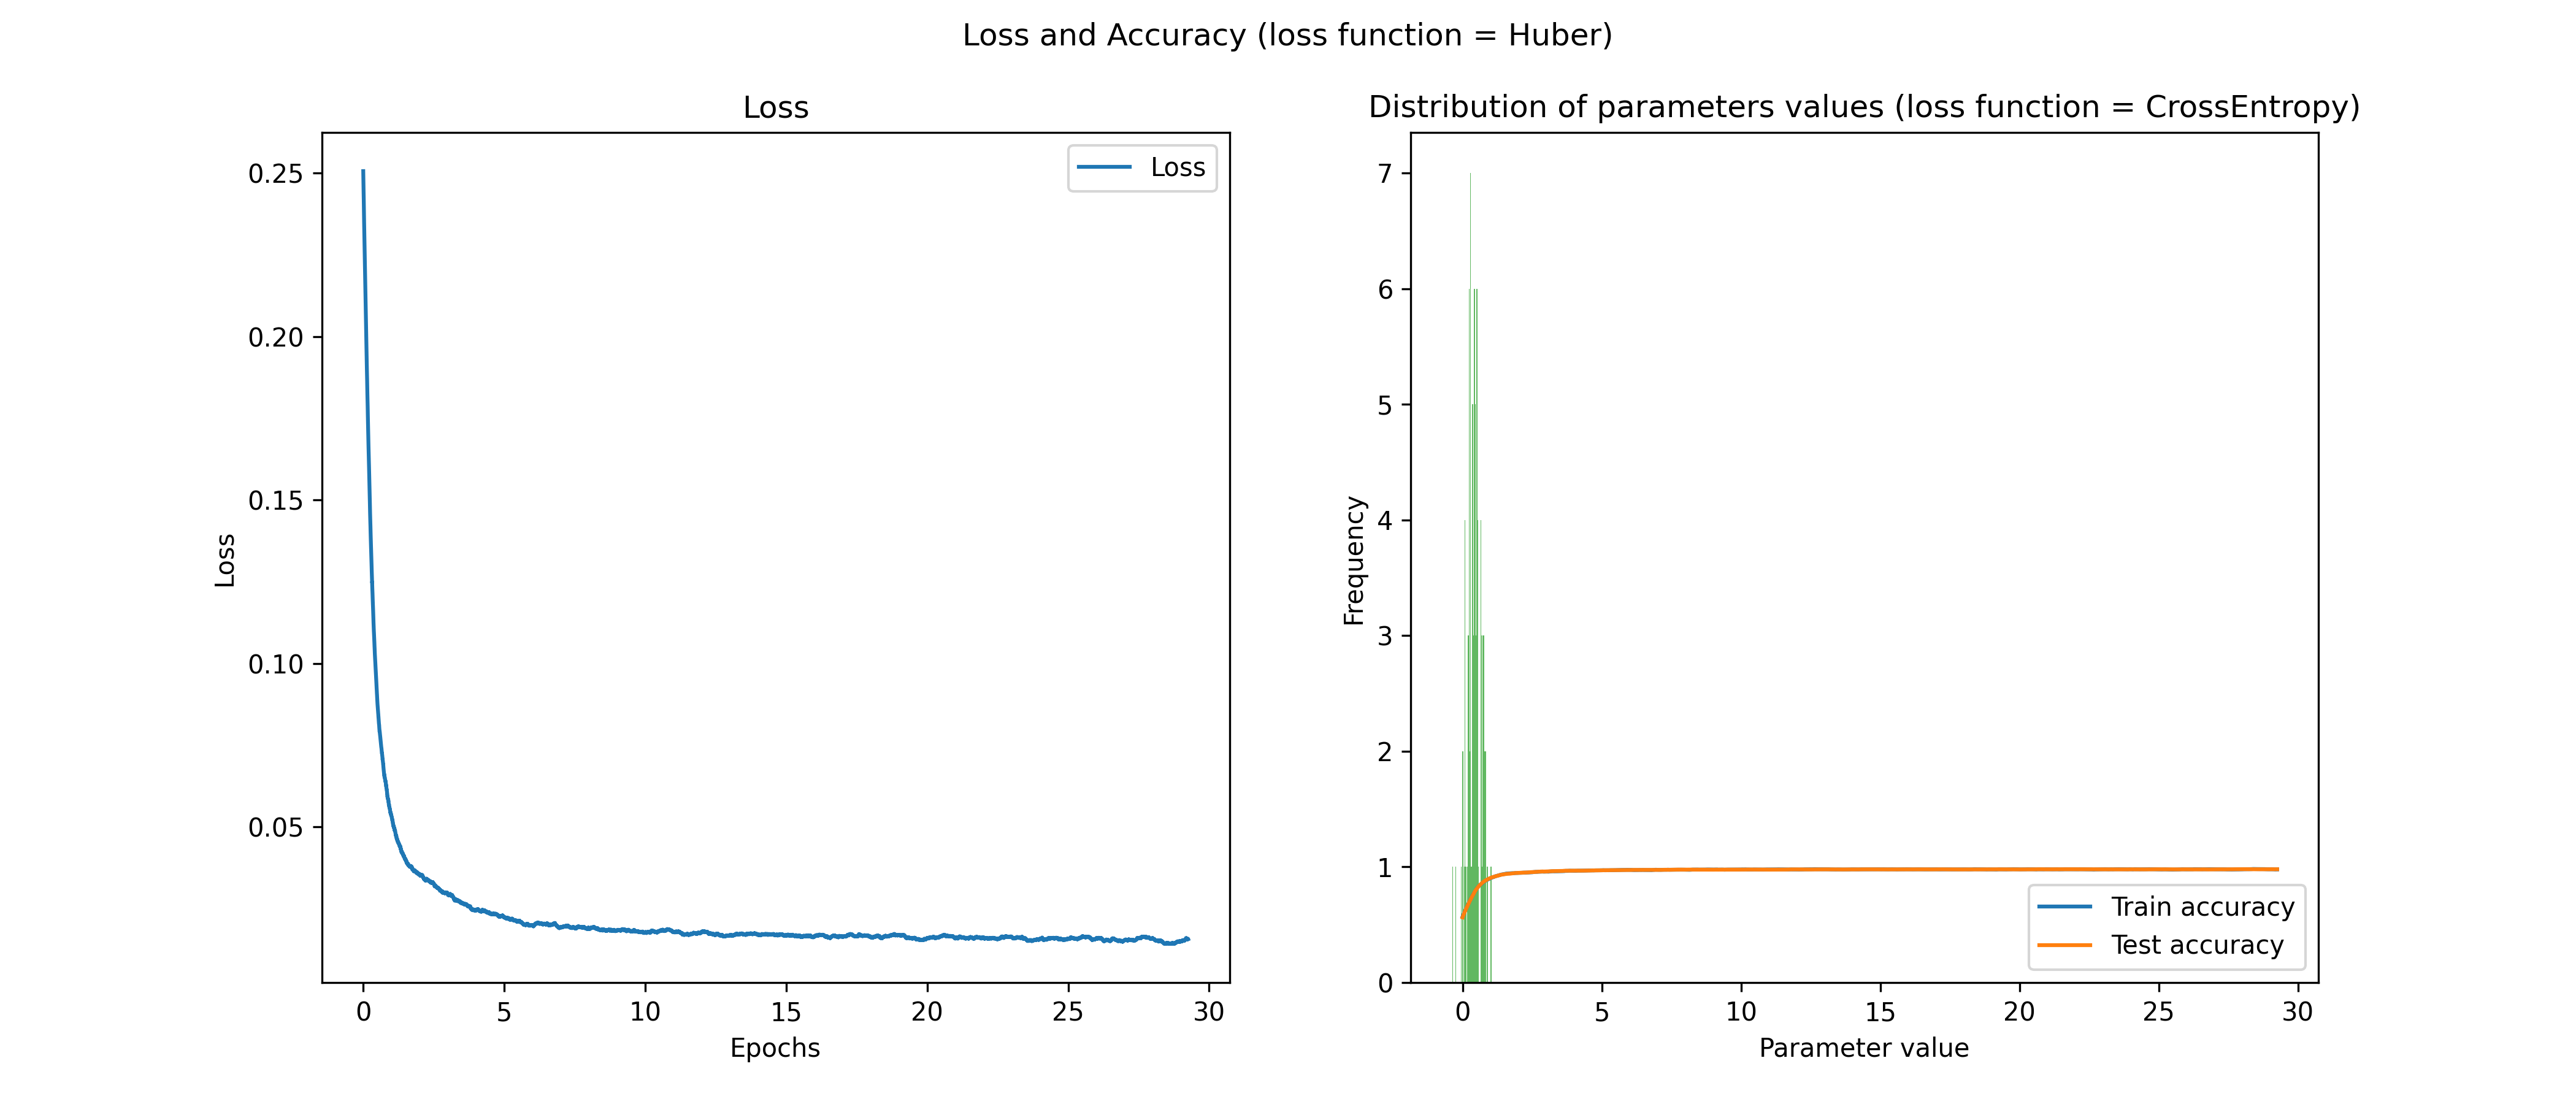 Loss and Accuracy (loss function = Huber)
Loss
Loss
0.25
0.20
0.15
0.10
0.05
Loss
0 5 10 15 20 25 30
Epochs
Distribution of parameters values (loss function = CrossEntropy)
7
6
5
4
3
2
1
0
Frequency
Train accuracy
Test accuracy
0 5 10 15 20 25 30
Parameter value